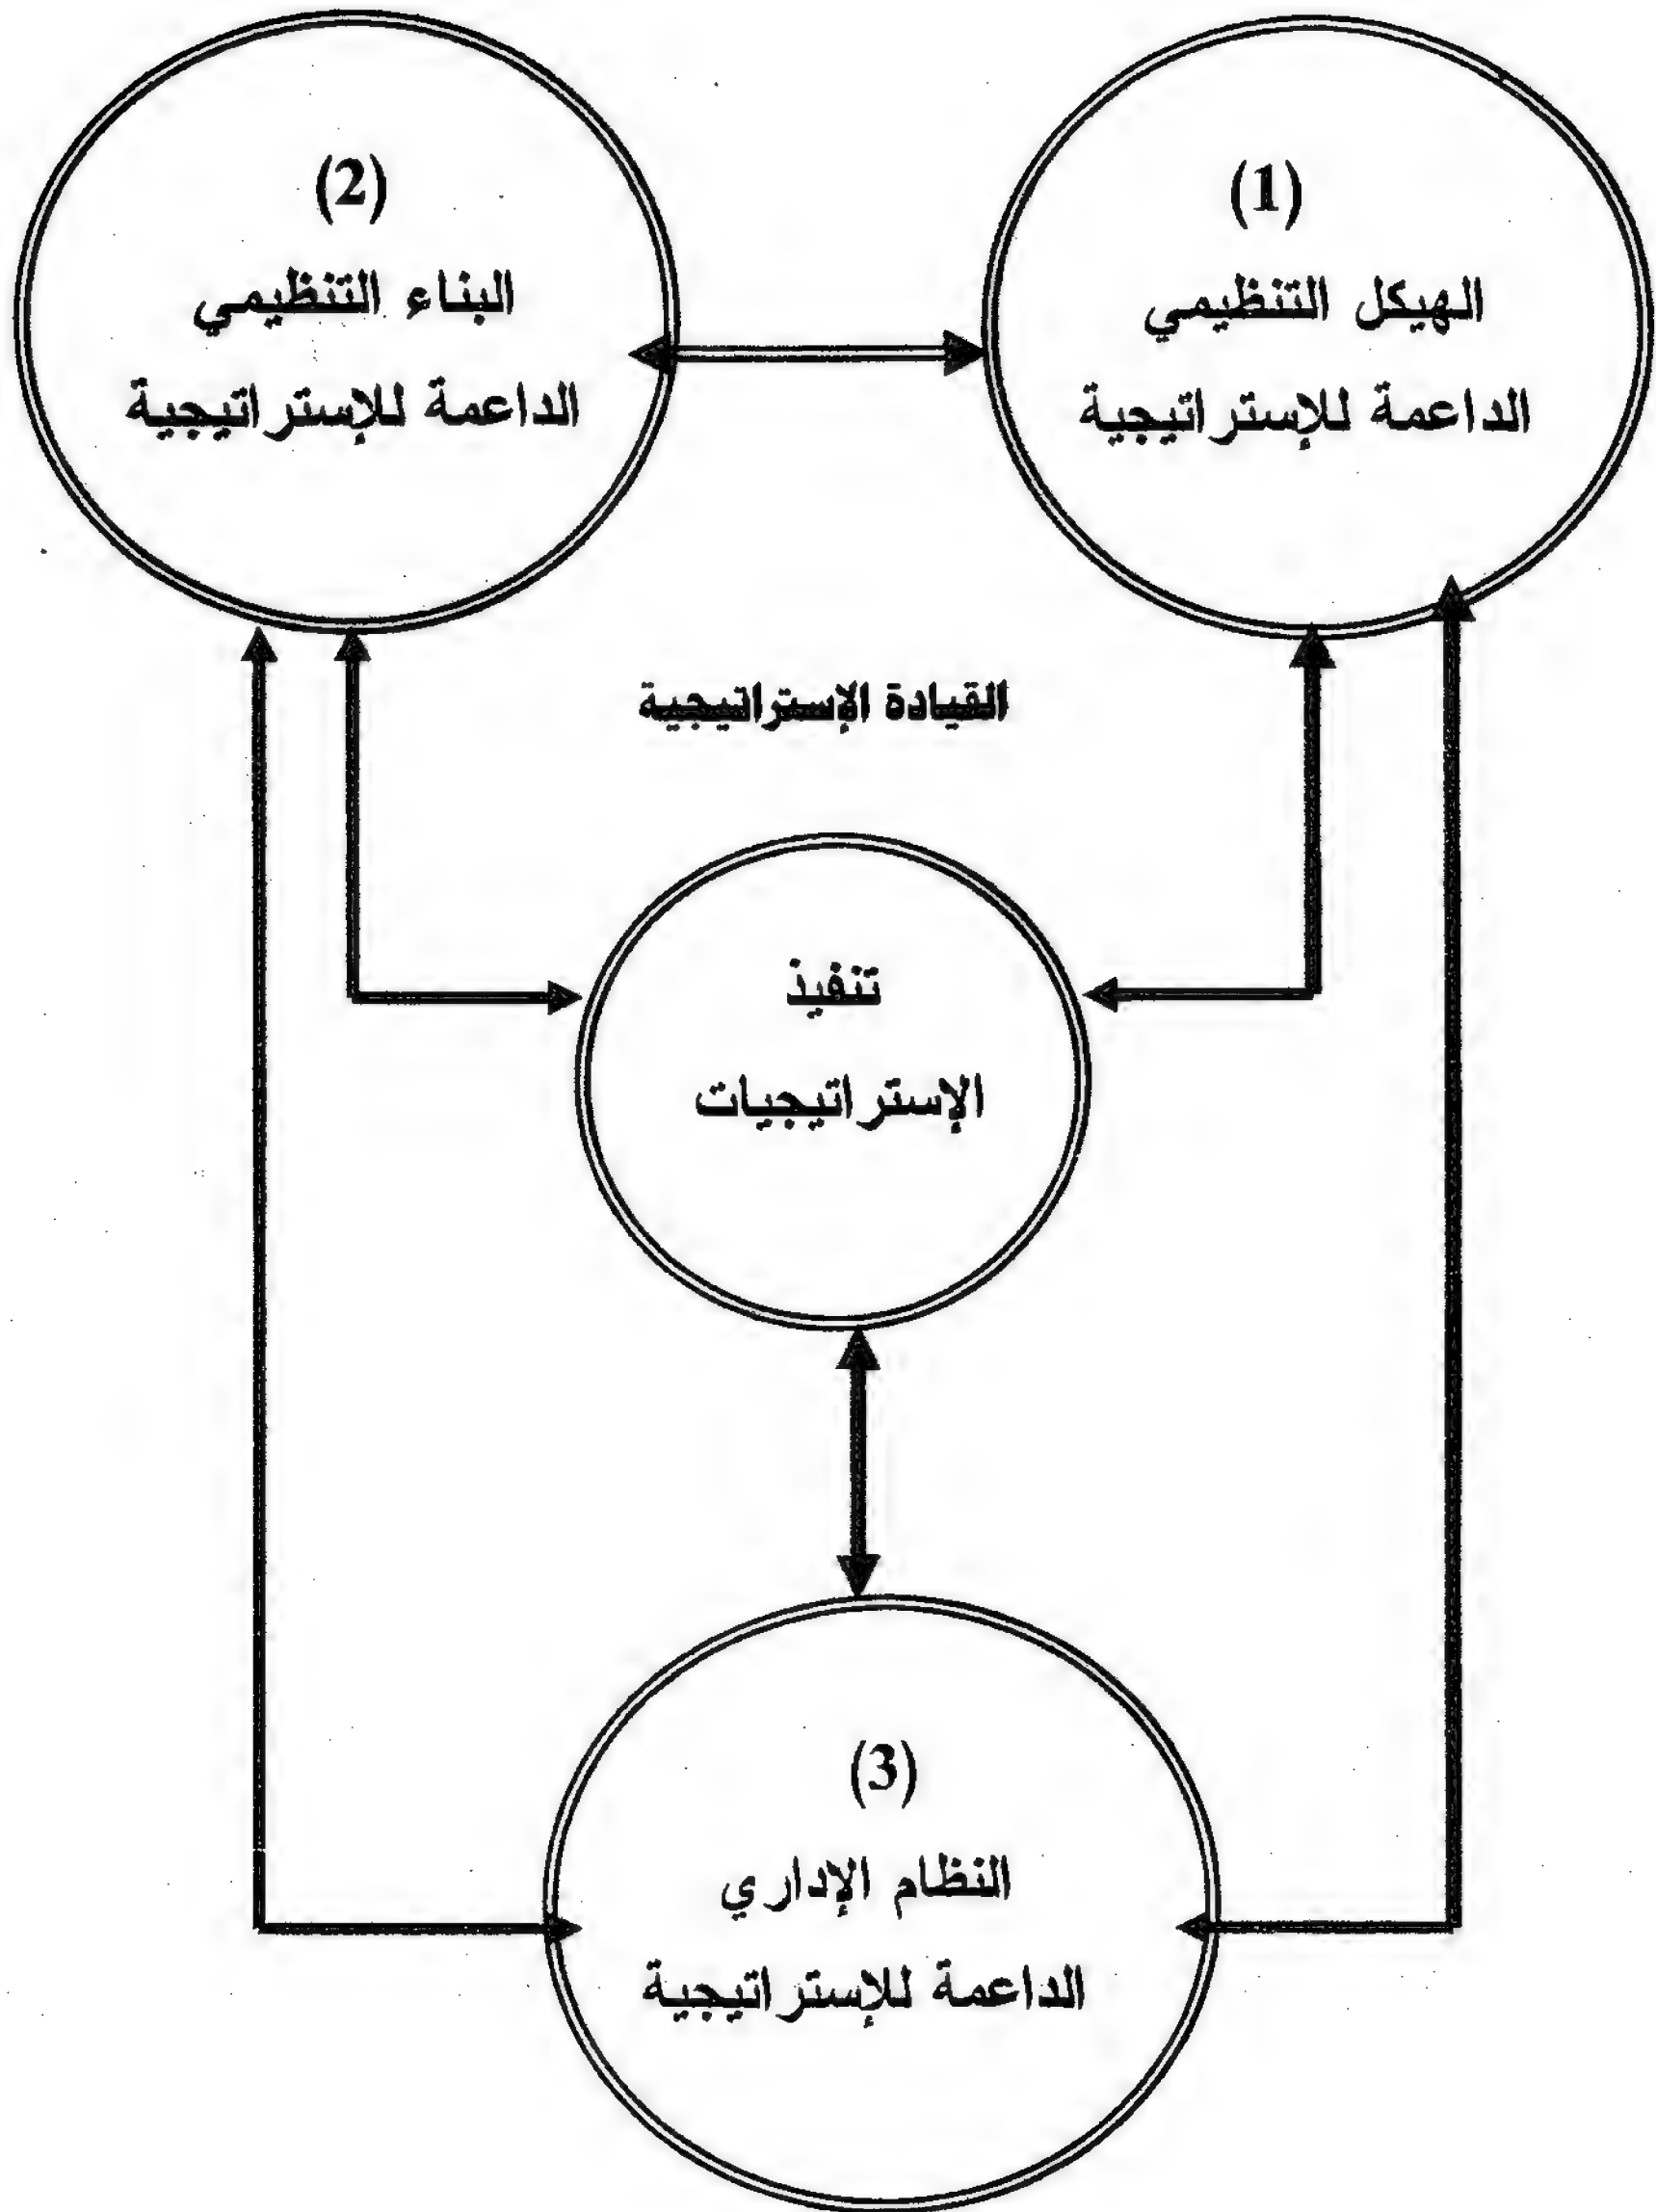 (1)
الهيكل التنظيمي
الداعمة للإستراتيجية
(2)
البناء التنظيمي
الداعمة للإستراتيجية
القيادة الإستراتيجية
تنفيذ
الإستراتيجيات
(3)
النظام الإداري
الداعمة للإستراتيجية